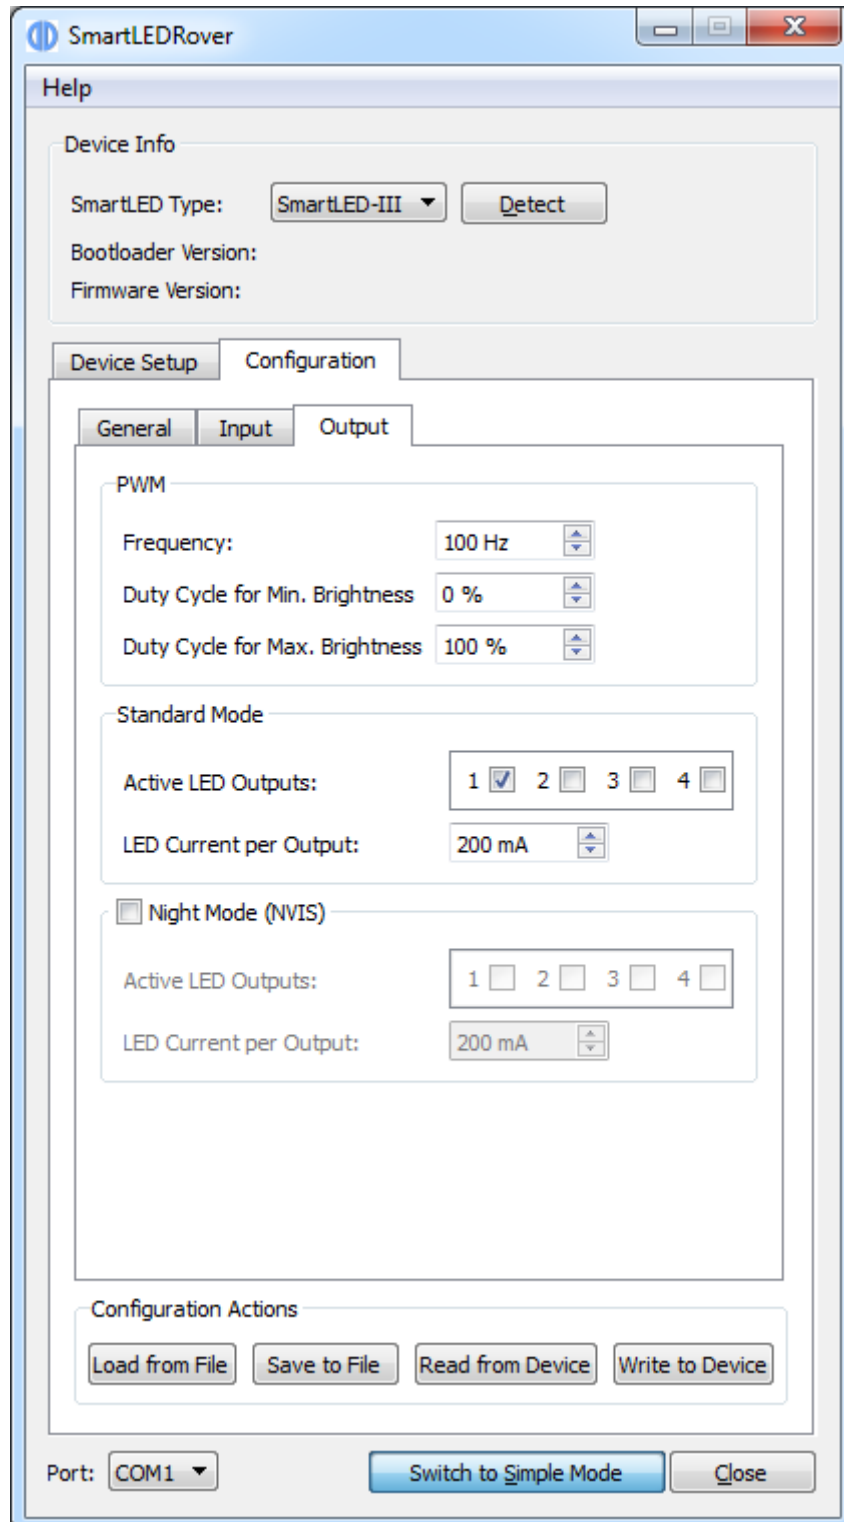 SmartLEDRover
Help
Device Info
SmartLED Type: SmartLED-III Detect
Bootloader Version:
Firmware Version:
Device Setup Configuration
General Input Output
PWM
Frequency: 100 Hz
Duty Cycle for Min. Brightness 0 %
Duty Cycle for Max. Brightness 100 %
Standard Mode
Active LED Outputs: 1 2 3 4
LED Current per Output: 200 mA
Night Mode (NVIS)
Active LED Outputs: 1 2 3 4
LED Current per Output: 200 mA
Configuration Actions
Load from File Save to File Read from Device Write to Device
Port: COM1 Switch to Simple Mode Close